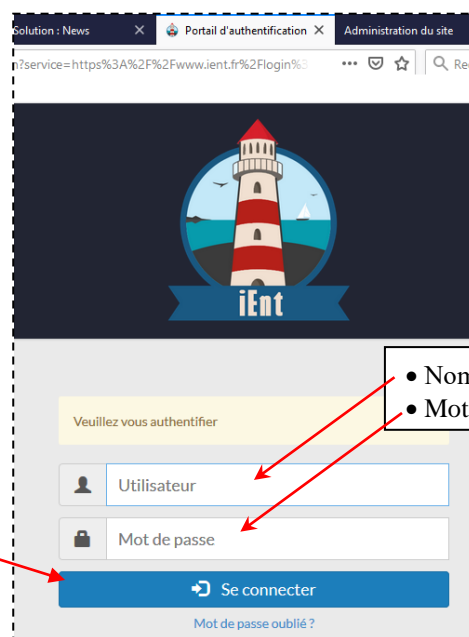 Solution : News
Portail d'authentification
Administration du site
n?service=https%3A%2F%2Fwww.ient.fr%2Flogin%3
iEnt
• Nom
• Mot
Veuillez vous authentifier
Utilisateur
Mot de passe
Se connecter
Mot de passe oublié ?